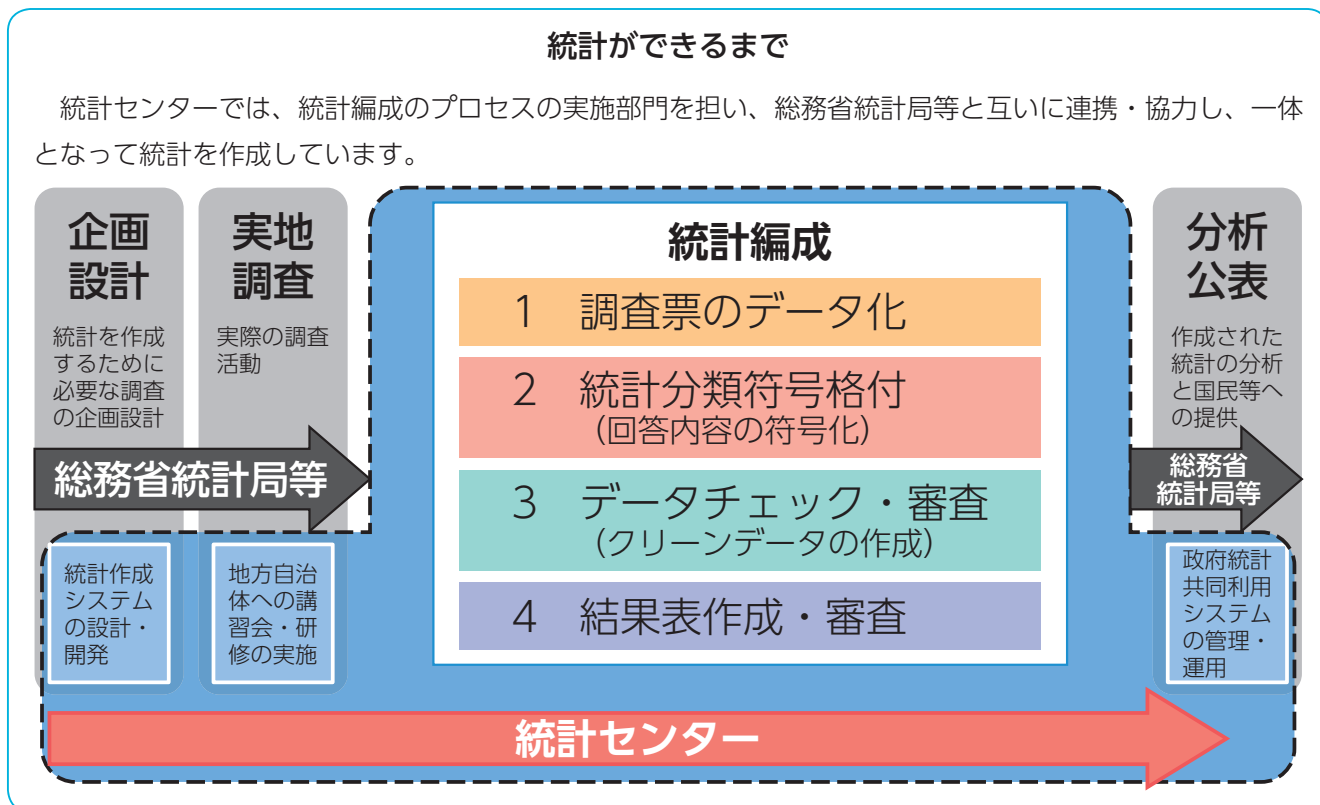 統計ができるまで
統計センターでは、統計編成のプロセスの実施部門を担い、総務省統計局等と互いに連携・協力し、一体
となって統計を作成しています。
企画
設計
統計を作成
するために
必要な調査
の企画設計
実地
調査
実際の調査
活動
総務省統計局等
統計作成
システム
の設計・
開発
地方自治
体への講
習会・研
修の実施
統計編成
1 調査票のデータ化
2 統計分類符号格付
(回答内容の符号化)
3 データチェック・審査
(クリーンデータの作成)
4 結果表作成・審査
分析
公表
作成された
統計の分析
と国民等へ
の提供
総務省
統計局等
政府統計
共同利用
システム
の管理・
運用
統計センター